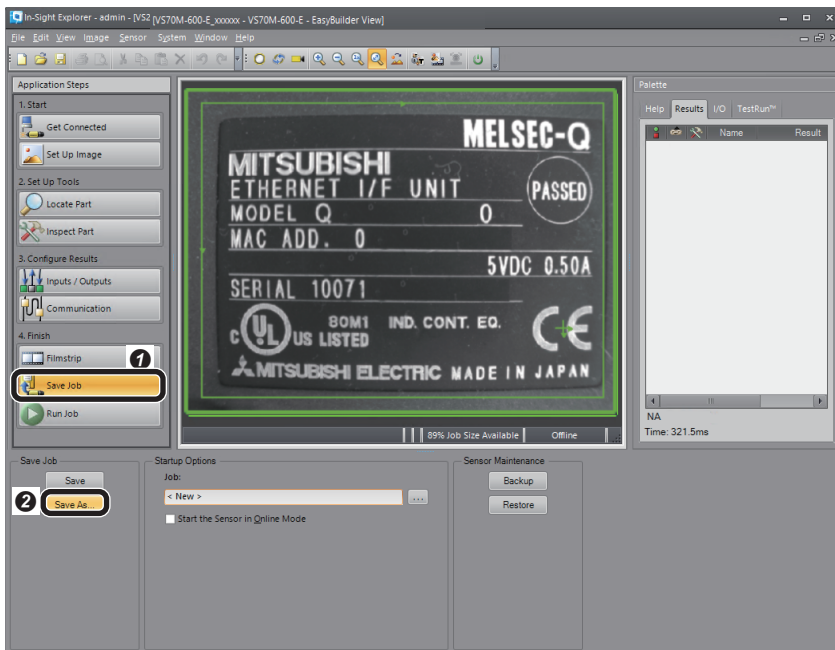 In-Sight Explorer - admin - [VS2 [VS70M-600-E_xxxxxx - VS70M-600-E - EasyBuilder View]
File Edit View Image Sensor System Window Help
Application Steps
1. Start
Get Connected
Set Up Image
2. Set Up Tools
Locate Part
Inspect Part
3. Configure Results
Inputs / Outputs
Communication
4. Finish
Filmstrip
1
Save Job
Run Job
MELSEC-Q
MITSUBISHI
ETHERNET I/F UNIT
PASSED
MODEL Q 0
MAC ADD. 0
5VDC 0.50A
SERIAL 10071
C UL US LISTED
80M1 IND. CONT. EQ.
CE
MITSUBISHI ELECTRIC MADE IN JAPAN
89% Job Size Available Offline
Palette
Help Results I/O TestRun™
Name Result
NA
Time: 321.5ms
Save Job
Save
2
Save As...
Startup Options
Job:
< New >
...
Start the Sensor in Online Mode
Sensor Maintenance
Backup
Restore